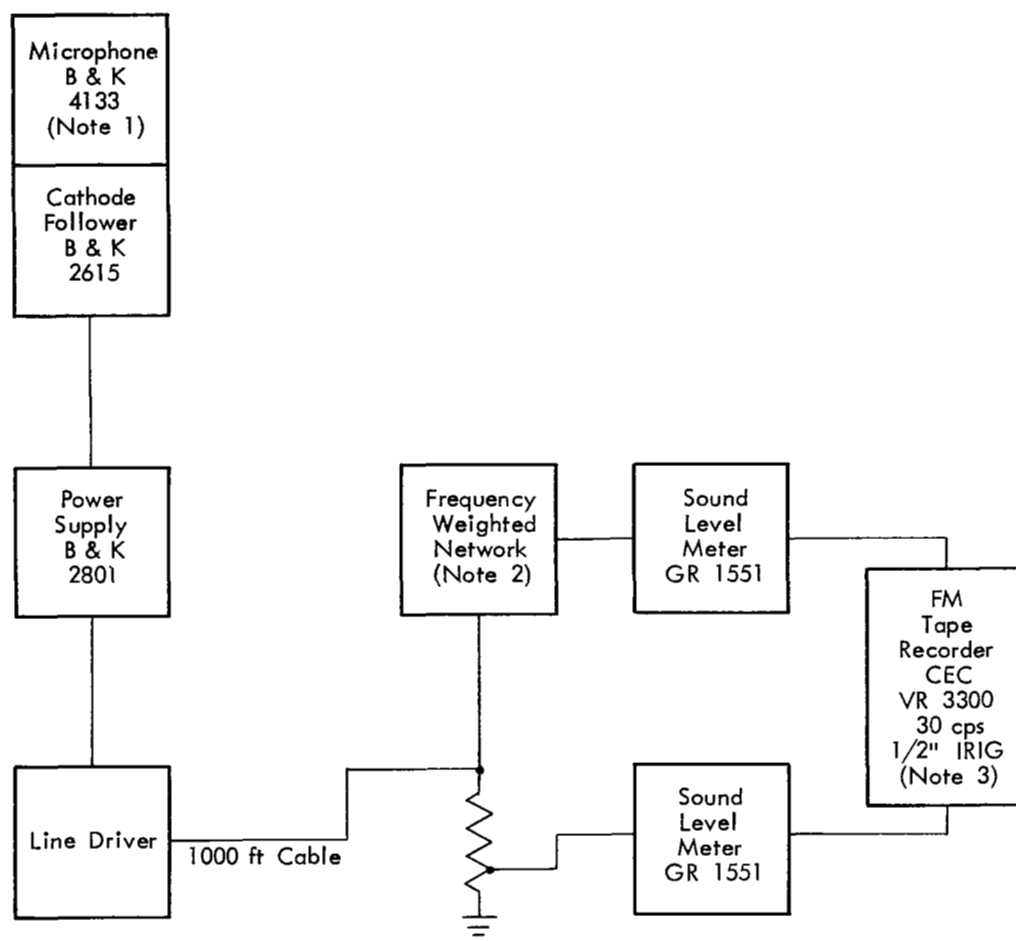 Microphone
B & K
4133
(Note 1)
Cathode
Follower
B & K
2615
Power
Supply
B & K
2801
Line Driver
1000 ft Cable
Frequency
Weighted
Network
(Note 2)
Sound
Level
Meter
GR 1551
Sound
Level
Meter
GR 1551
FM
Tape
Recorder
CEC
VR 3300
30 cps
1/2" IRIG
(Note 3)